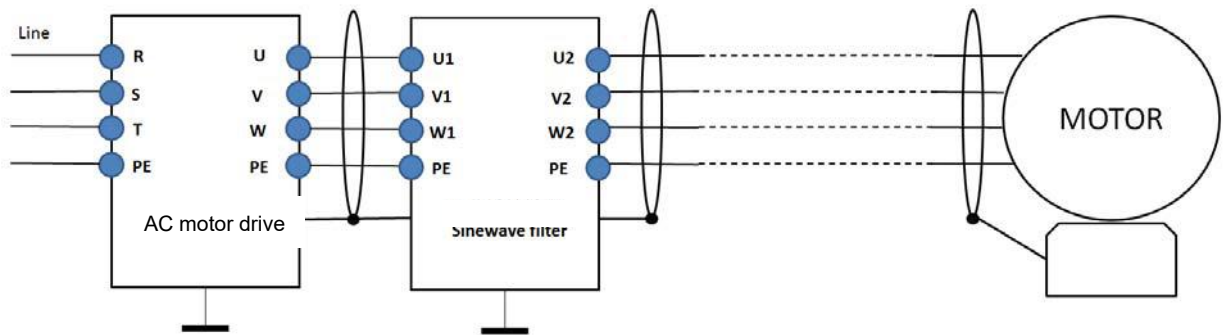 Line
R U U1 U2
S V V1 V2
T W W1 W2
PE PE PE PE
MOTOR
AC motor drive
Sinewave filter